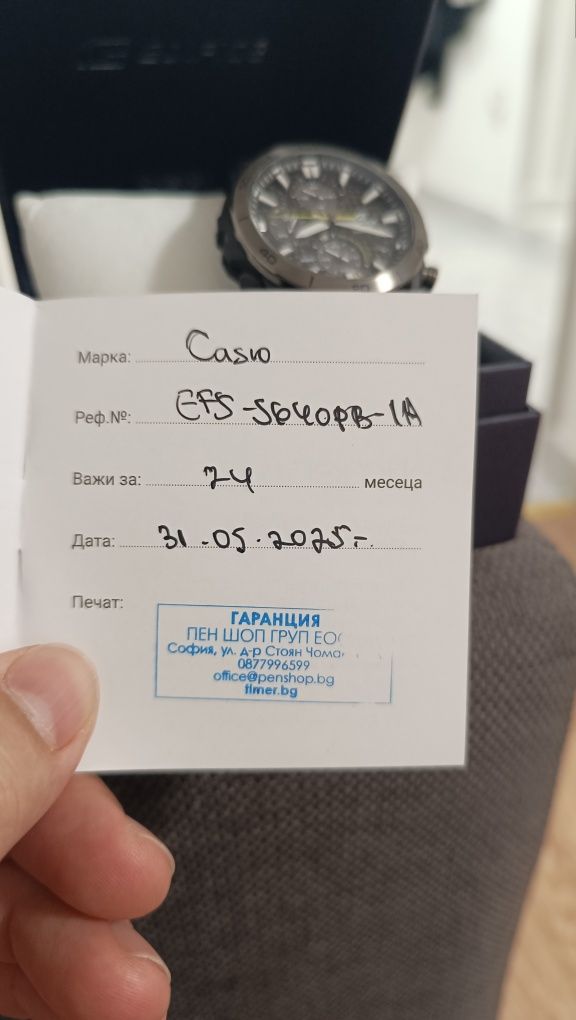 Марка: Casio
Реф.№: EFS-S640PB-1A
Важи за: 24 месеца
Дата: 31.05.2025г.
Печат:
ГАРАНЦИЯ
ПЕН ШОП ГРУП ЕО
София, ул. д-р Стоян Чома
0877996599
office@penshop.bg
timer.bg